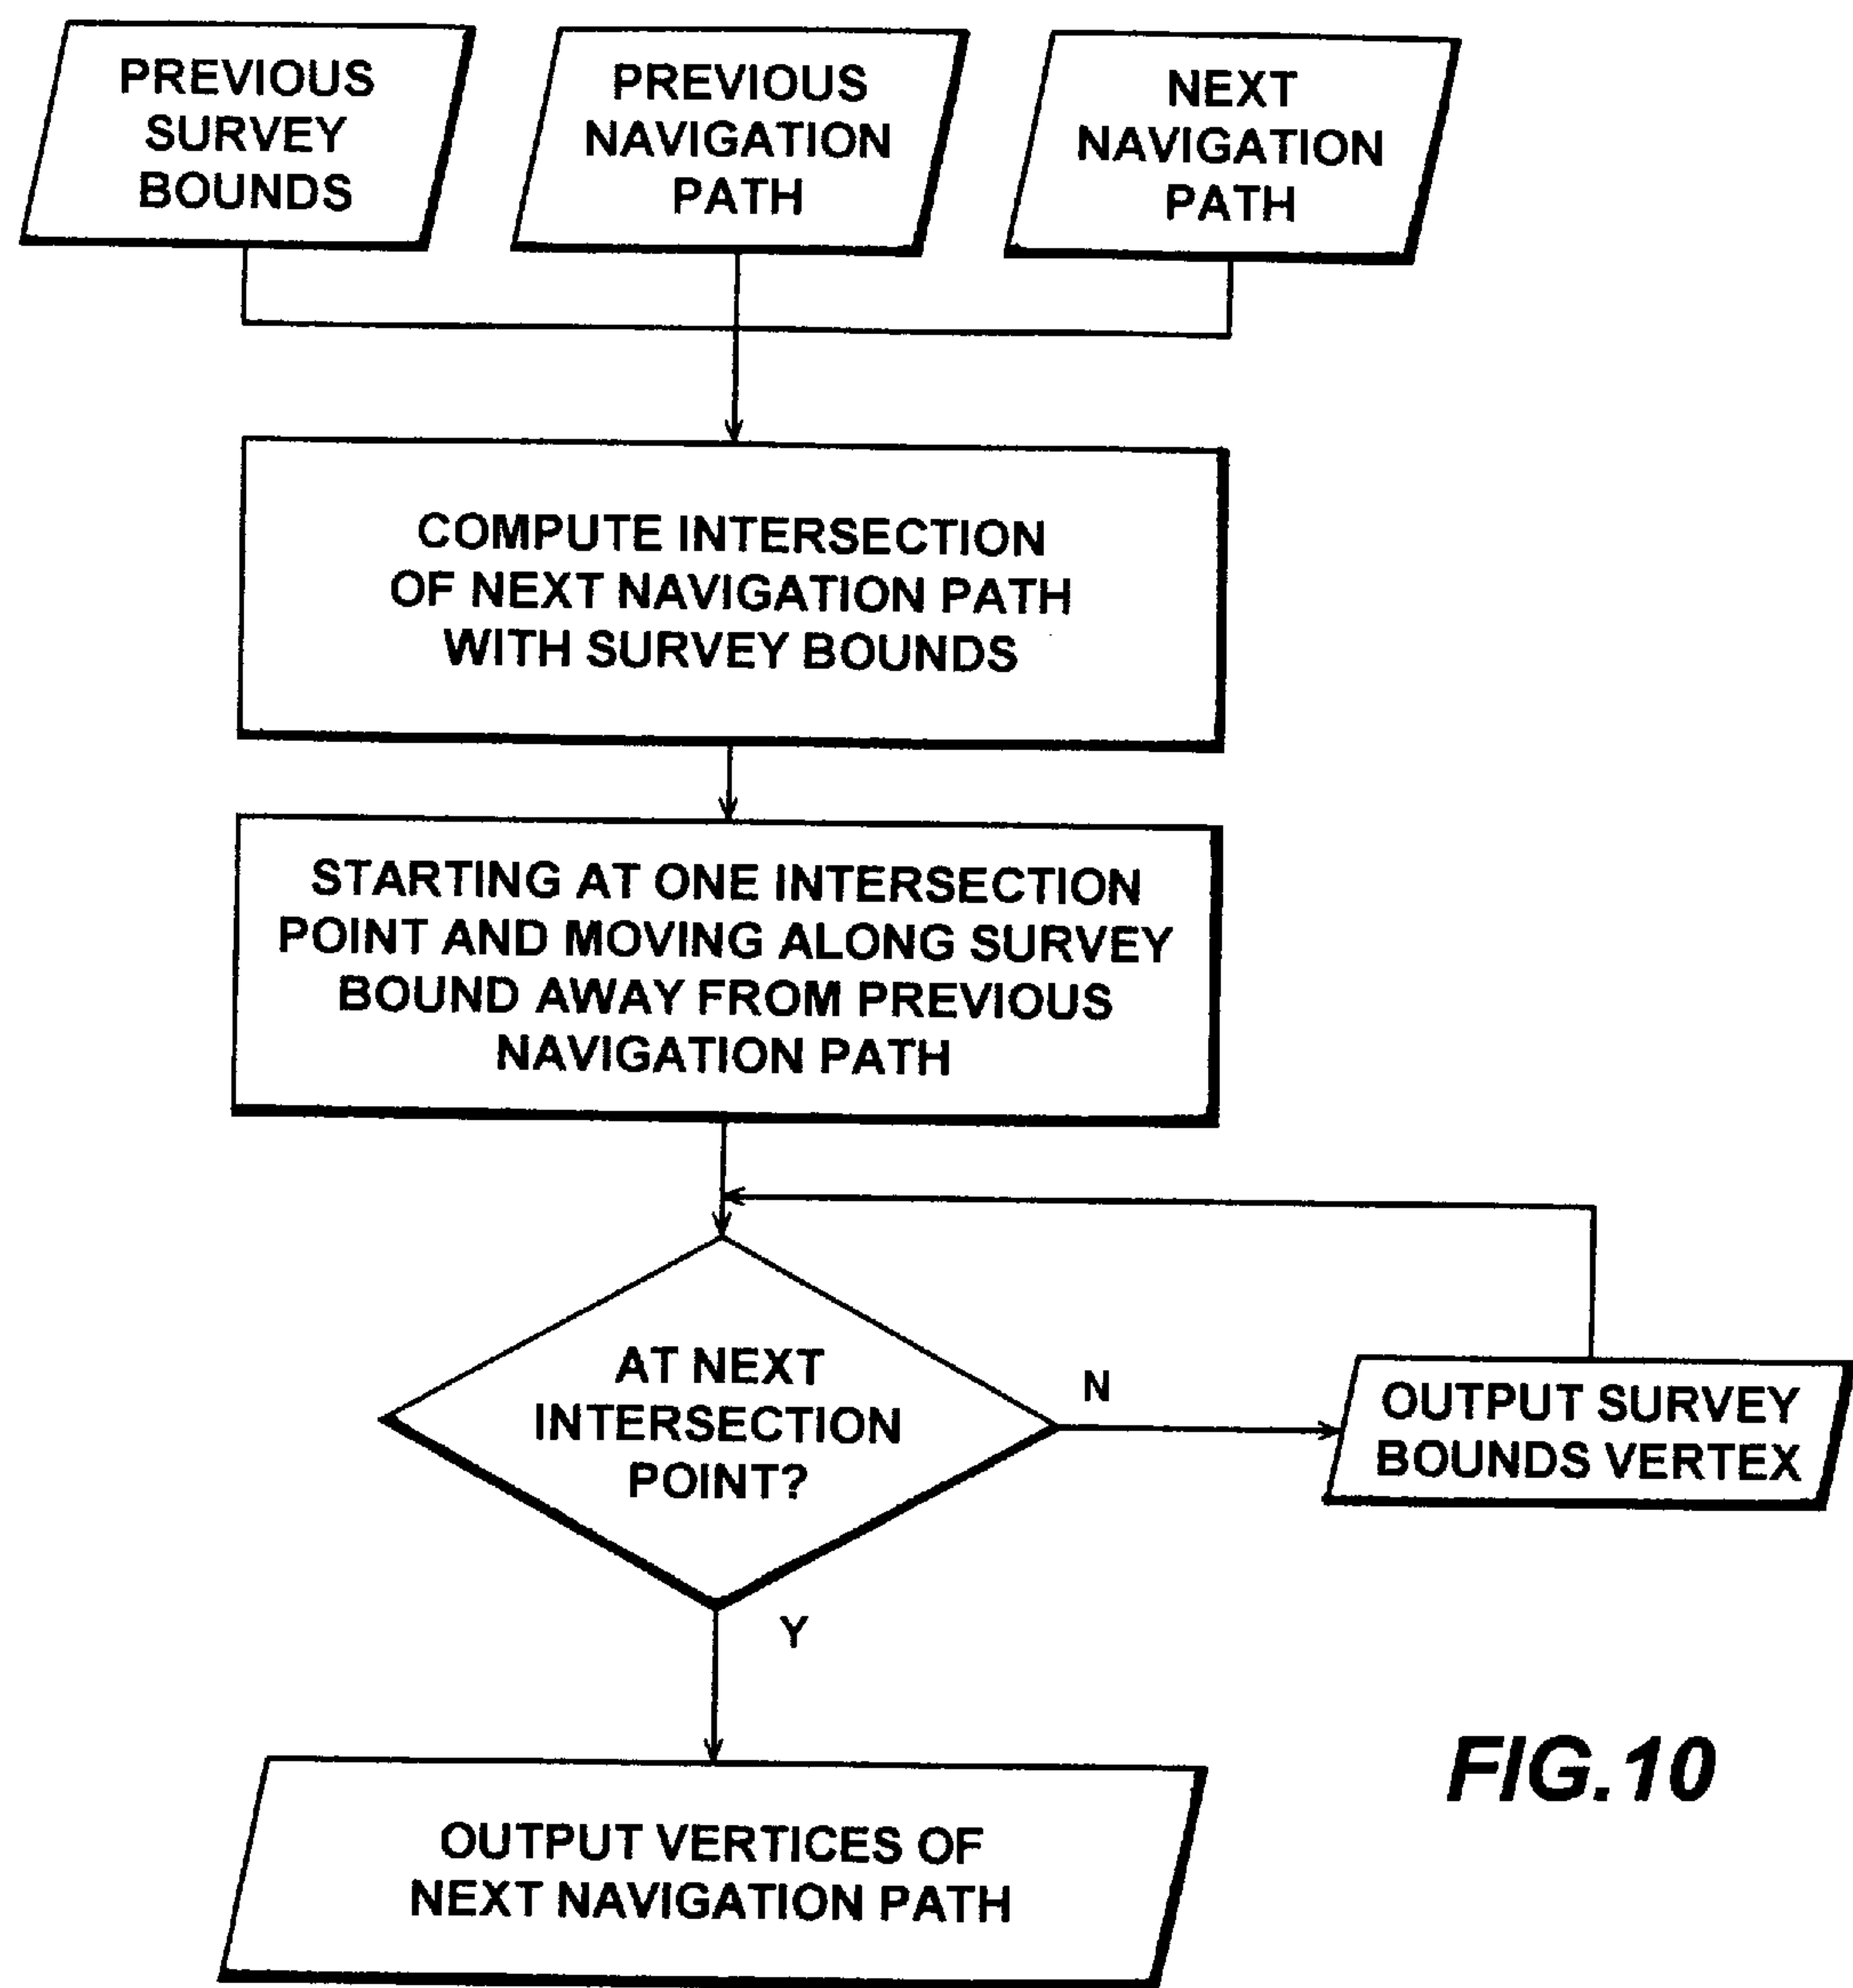 PREVIOUS
SURVEY
BOUNDS
PREVIOUS
NAVIGATION
PATH
NEXT
NAVIGATION
PATH
COMPUTE INTERSECTION
OF NEXT NAVIGATION PATH
WITH SURVEY BOUNDS
STARTING AT ONE INTERSECTION
POINT AND MOVING ALONG SURVEY
BOUND AWAY FROM PREVIOUS
NAVIGATION PATH
AT NEXT
INTERSECTION
POINT?
N
OUTPUT SURVEY
BOUNDS VERTEX
Y
OUTPUT VERTICES OF
NEXT NAVIGATION PATH
FIG.10